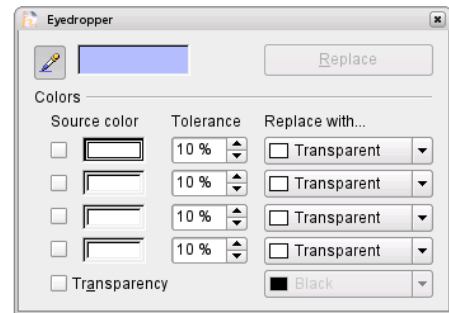 Eyedropper
Replace
Colors
Source color Tolerance Replace with...
10 % Transparent
10 % Transparent
10 % Transparent
10 % Transparent
Transparency Black